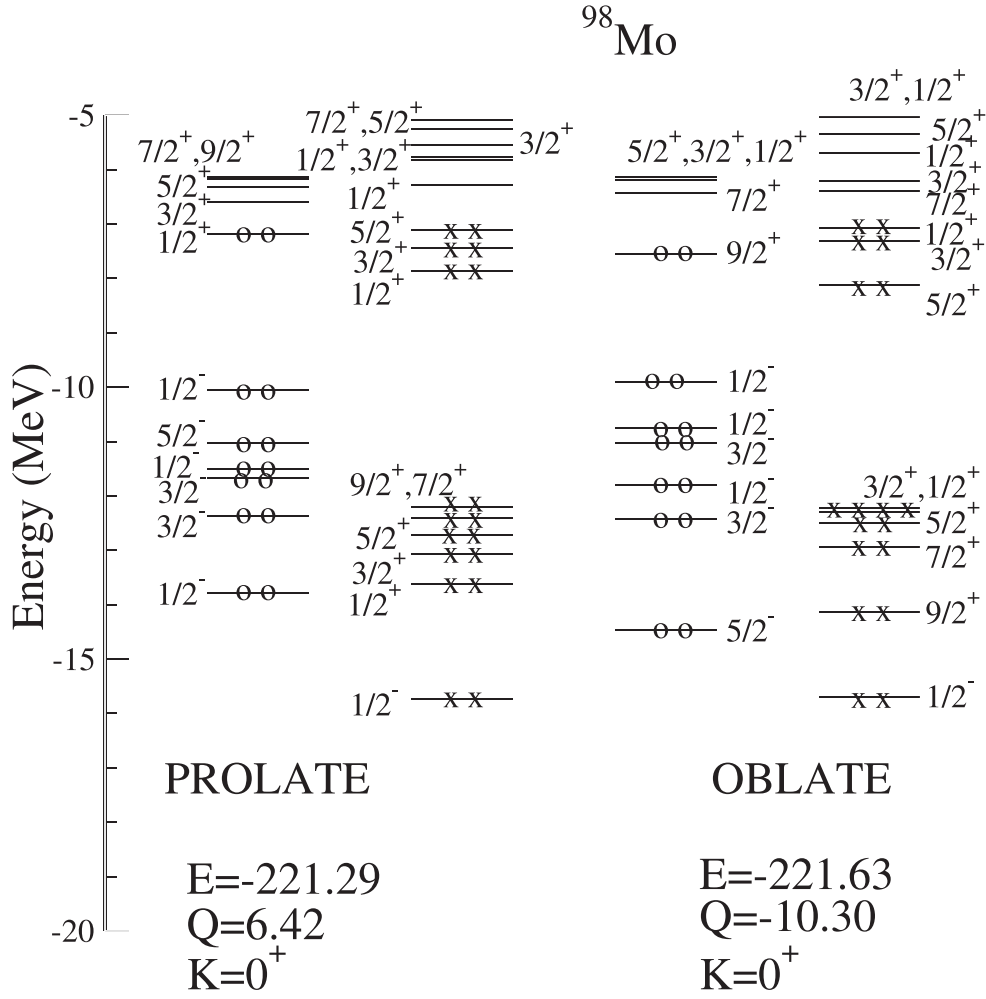 ⁹⁸Mo
Energy (MeV)
-5
-10
-15
-20
7/2⁺,9/2⁺
5/2⁺
3/2⁺
1/2⁺
1/2⁻
5/2⁻
1/2⁻
3/2⁻
3/2⁻
1/2⁻
o o
o o
o o
o o
o o
o o
o o
7/2⁺,5/2⁺
3/2⁺
1/2⁺,3/2⁺
1/2⁺
5/2⁺
3/2⁺
1/2⁺
9/2⁺,7/2⁺
5/2⁺
3/2⁺
1/2⁺
1/2⁻
x x
x x
x x
x x
x x
x x
x x
x x
x x
5/2⁺,3/2⁺,1/2⁺
7/2⁺
9/2⁺
1/2⁻
1/2⁻
3/2⁻
1/2⁻
3/2⁻
5/2⁻
o o
o o
o o
o o
o o
o o
o o
3/2⁺,1/2⁺
5/2⁺
1/2⁺
3/2⁺
7/2⁺
1/2⁺
3/2⁺
5/2⁺
3/2⁺,1/2⁺
5/2⁺
7/2⁺
9/2⁺
1/2⁻
x x
x x
x x
x x x x
x x
x x
x x
x x
PROLATE
E=-221.29
Q=6.42
K=0⁺
OBLATE
E=-221.63
Q=-10.30
K=0⁺